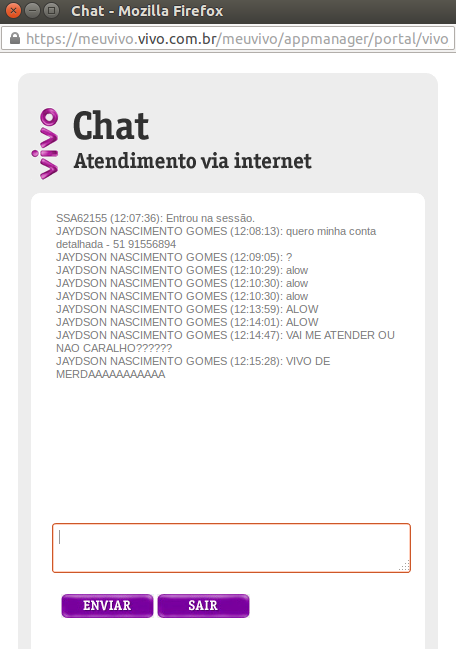 Chat - Mozilla Firefox
https://meuvivo.vivo.com.br/meuvivo/appmanager/portal/vivo
vivo
Chat
Atendimento via internet
SSA62155 (12:07:36): Entrou na sessão.
JAYDSON NASCIMENTO GOMES (12:08:13): quero minha conta
detalhada - 51 91556894
JAYDSON NASCIMENTO GOMES (12:09:05): ?
JAYDSON NASCIMENTO GOMES (12:10:29): alow
JAYDSON NASCIMENTO GOMES (12:10:30): alow
JAYDSON NASCIMENTO GOMES (12:10:30): alow
JAYDSON NASCIMENTO GOMES (12:13:59): ALOW
JAYDSON NASCIMENTO GOMES (12:14:01): ALOW
JAYDSON NASCIMENTO GOMES (12:14:47): VAI ME ATENDER OU
NAO CARALHO??????
JAYDSON NASCIMENTO GOMES (12:15:28): VIVO DE
MERDAAAAAAAAAAA
ENVIAR SAIR